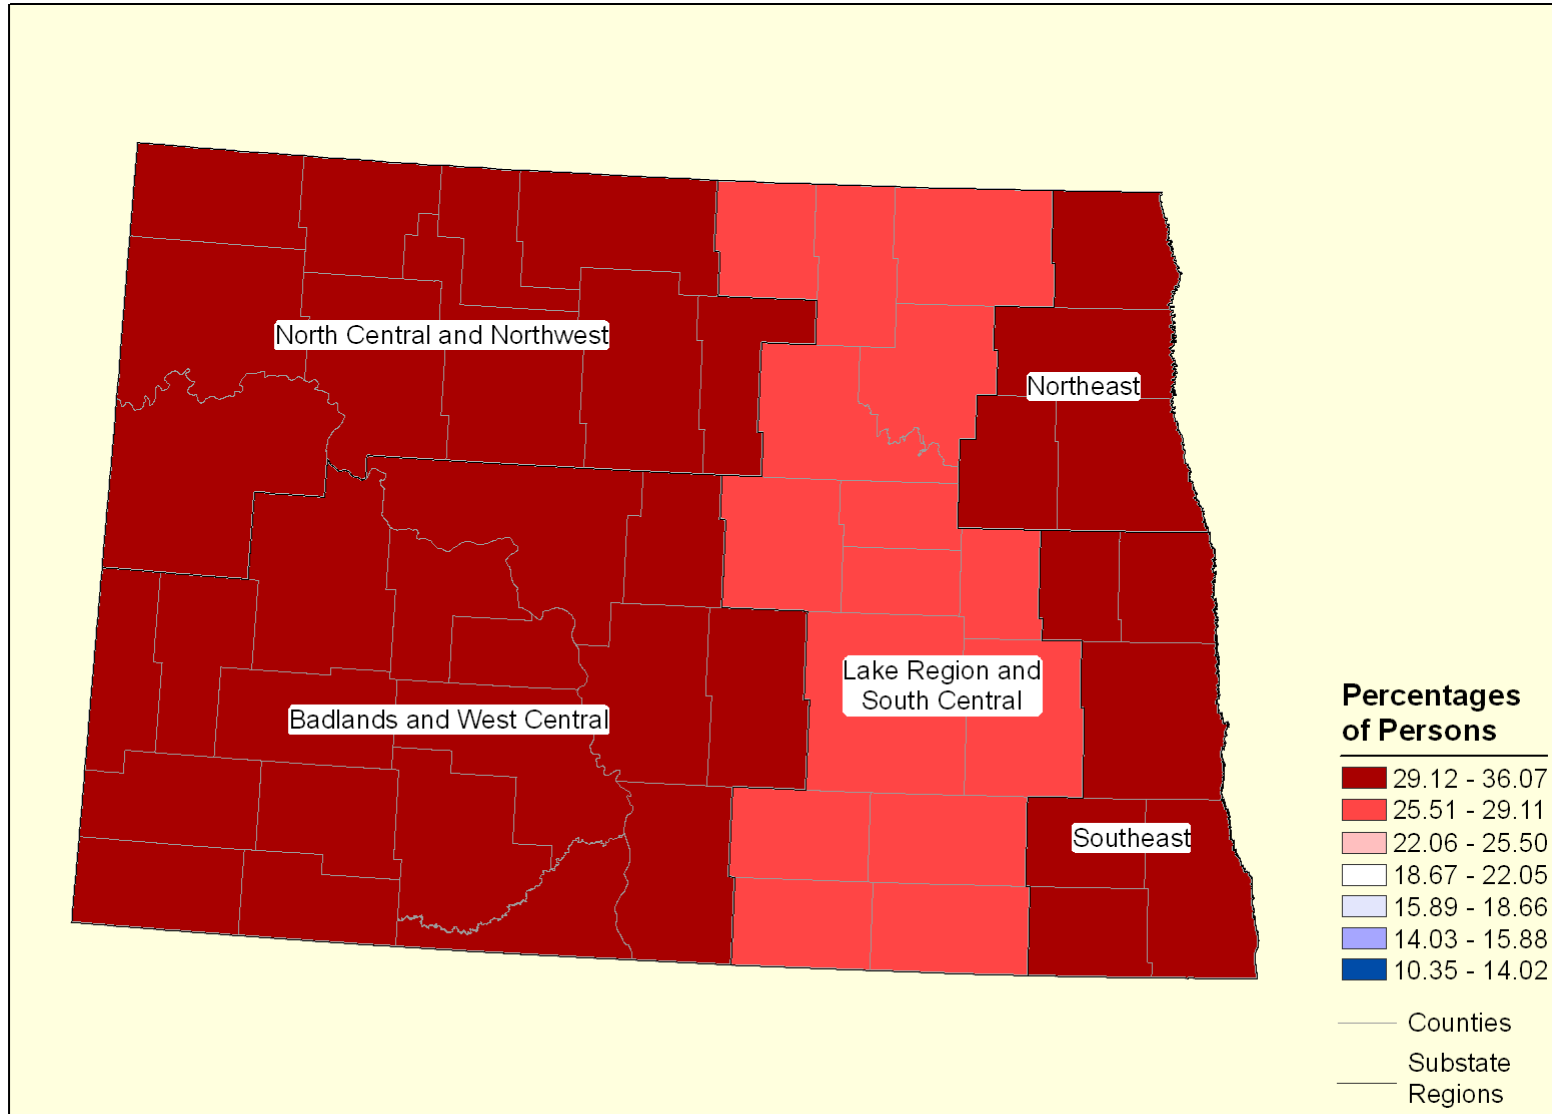 North Central and Northwest
Northeast
Lake Region and
South Central
Badlands and West Central
Southeast
Percentages
of Persons
29.12 - 36.07
25.51 - 29.11
22.06 - 25.50
18.67 - 22.05
15.89 - 18.66
14.03 - 15.88
10.35 - 14.02
Counties
Substate
Regions